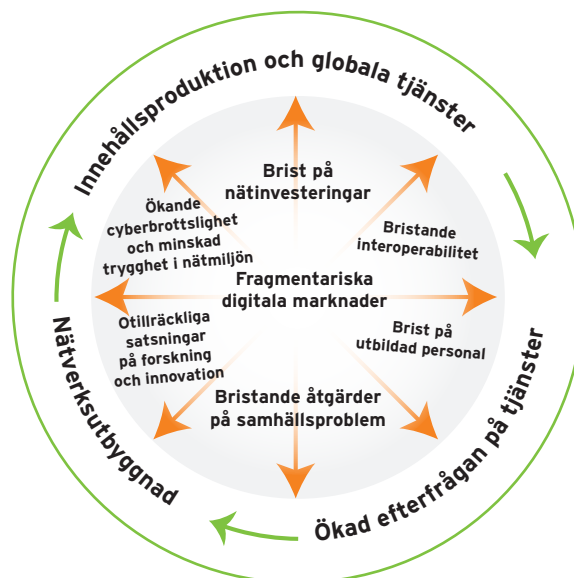 Innehållsproduktion och globala tjänster
Brist på
nätinvesteringar
Ökande
cyberbrottslighet
och minskad
trygghet i nätmiljön
Bristande
interoperabilitet
Fragmentariska
digitala marknader
Otillräckliga
satsningar
på forskning
och innovation
Brist på
utbildad personal
Bristande åtgärder
på samhällsproblem
Nätverksutbyggnad
Ökad efterfrågan på tjänster